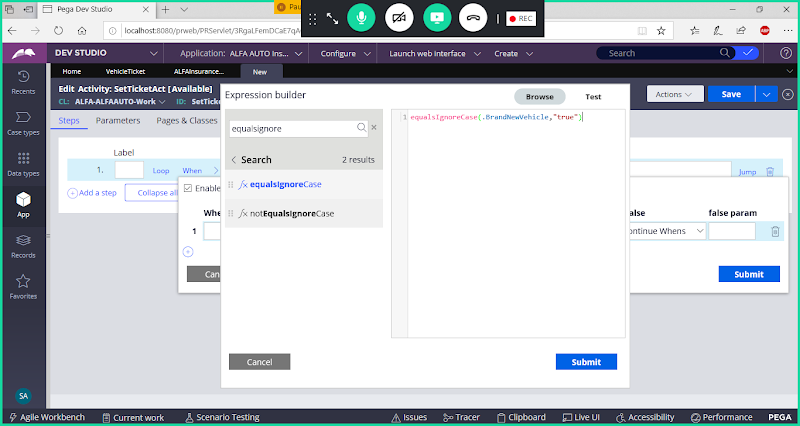 Pega Dev Studio
Pau
REC
localhost:8080/prweb/PRServlet/3RgaLFemDCaE7qA
ABP
DEV STUDIO
Application: ALFA AUTO Ins...
Configure
Launch web interface
Create
Search
Home
VehicleTicket
ALFAInsurance...
New
Recents
Case types
Data types
App
Records
Favorites
SA
Edit Activity: SetTicketAct [Available]
CL: ALFA-ALFAAUTO-Work
ID: SetTicke
Actions
Save
Steps
Parameters
Pages & Classes
Label
1.
Loop
When
Jump
Add a step
Collapse all
Enable
Whe
1
alse
false param
ontinue Whens
Can
Submit
Expression builder
Browse
Test
equalsignore
Search
2 results
fx equalsIgnoreCase
fx notEqualsIgnoreCase
1 equalsIgnoreCase(.BrandNewVehicle,"true")
Cancel
Submit
Agile Workbench
Current work
Scenario Testing
Issues
Tracer
Clipboard
Live UI
Accessibility
Performance
PEGA